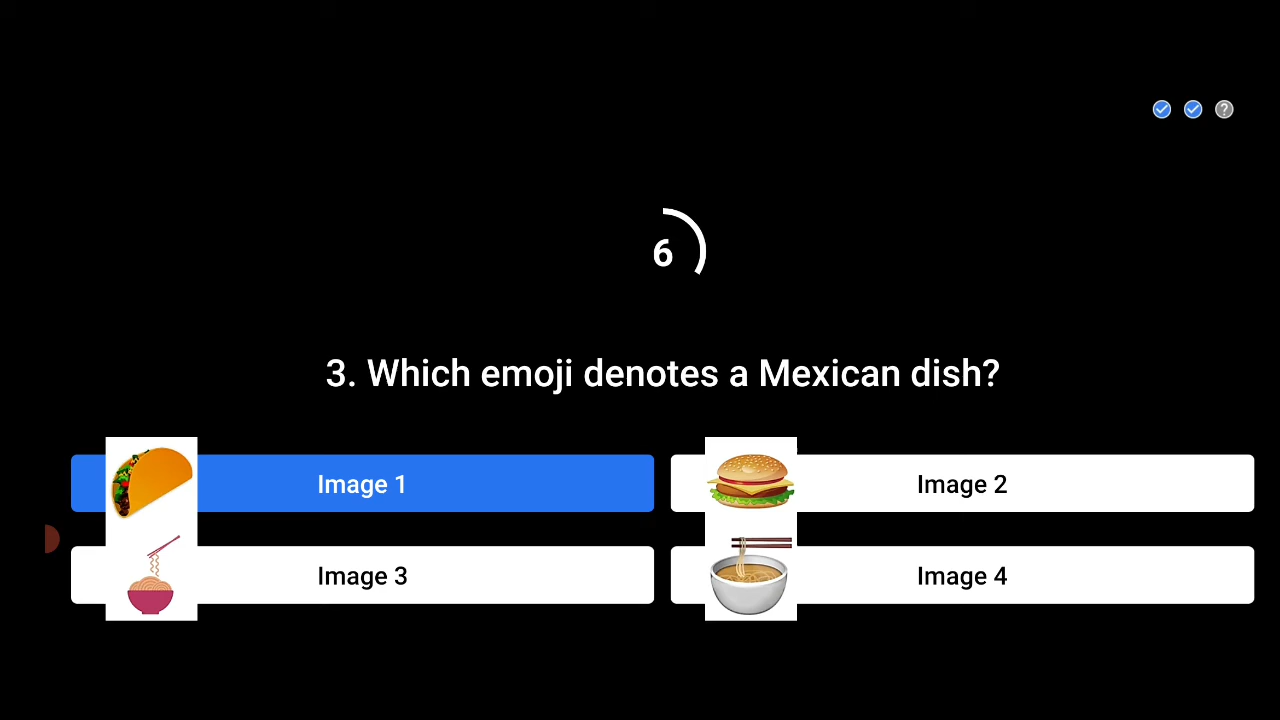 ?
6
3. Which emoji denotes a Mexican dish?
Image 1
Image 2
Image 3
Image 4